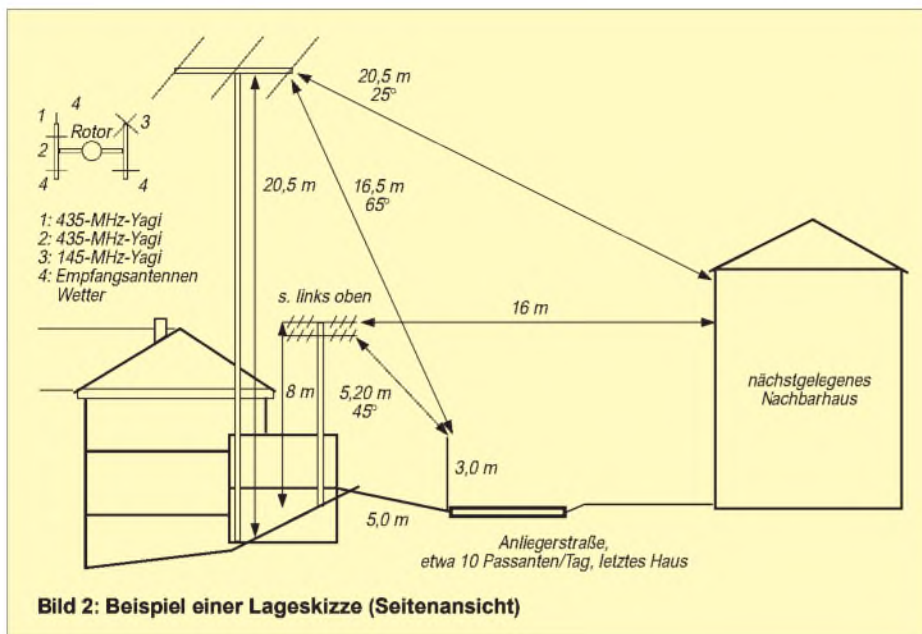 20,5 m
25°
1
4
3
Rotor
2
4
4
20,5 m
16,5 m
65°
1: 435-MHz-Yagi
2: 435-MHz-Yagi
3: 145-MHz-Yagi
4: Empfangsantennen
Wetter
s. links oben
16 m
8 m
5,20 m
45°
nächstgelegenes
Nachbarhaus
3,0 m
5,0 m
Anliegerstraße,
etwa 10 Passanten/Tag, letztes Haus
Bild 2: Beispiel einer Lageskizze (Seitenansicht)